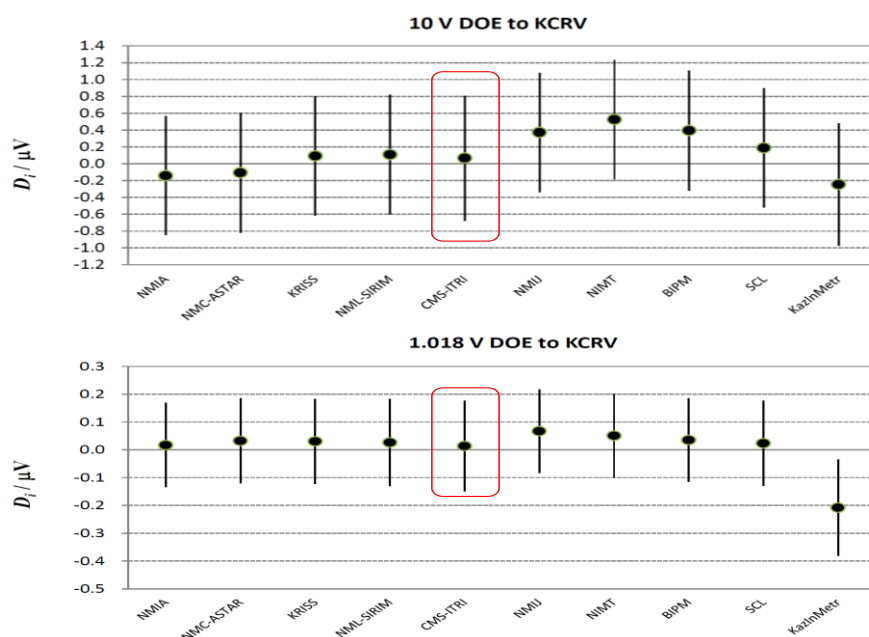 10 V DOE to KCRV
1.4
1.2
1.0
0.8
0.6
0.4
0.2
0.0
-0.2
-0.4
-0.6
-0.8
-1.0
-1.2
Di / μV
NMIA
NMC-ASTAR
KRISS
NML-SIRIM
CMS-ITRI
NMIJ
NIMT
BIPM
SCL
KazInMetr
1.018 V DOE to KCRV
0.3
0.2
0.1
0.0
-0.1
-0.2
-0.3
-0.4
-0.5
Di / μV
NMIA
NMC-ASTAR
KRISS
NML-SIRIM
CMS-ITRI
NMIJ
NIMT
BIPM
SCL
KazInMetr